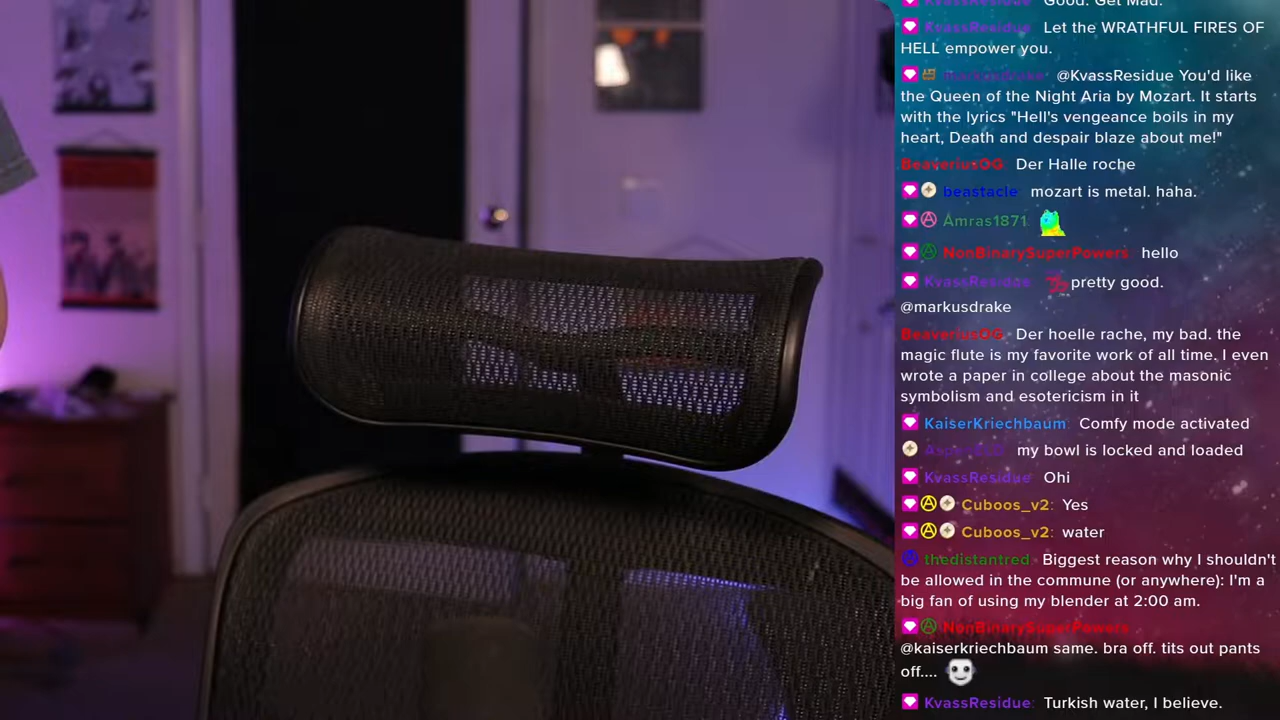 KvassResidue: Good. Get Mad.
KvassResidue: Let the WRATHFUL FIRES OF
HELL empower you.
markusdrake: @KvassResidue You'd like
the Queen of the Night Aria by Mozart. It starts
with the lyrics "Hell's vengeance boils in my
heart, Death and despair blaze about me!"
BeaveriusOG: Der Halle roche
beastacle: mozart is metal. haha.
Amras1871:
NonBinarySuperPowers: hello
KvassResidue: pretty good.
@markusdrake
BeaveriusOG: Der hoelle rache, my bad. the
magic flute is my favorite work of all time. I even
wrote a paper in college about the masonic
symbolism and esotericism in it
KaiserKriechbaum: Comfy mode activated
my bowl is locked and loaded
KvassResidue: Ohi
Cuboos_v2: Yes
Cuboos_v2: water
thedistantred: Biggest reason why I shouldn't
be allowed in the commune (or anywhere): I'm a
big fan of using my blender at 2:00 am.
NonBinarySuperPowers:
@kaiserkriechbaum same. bra off. tits out pants
off....
KvassResidue: Turkish water, I believe.